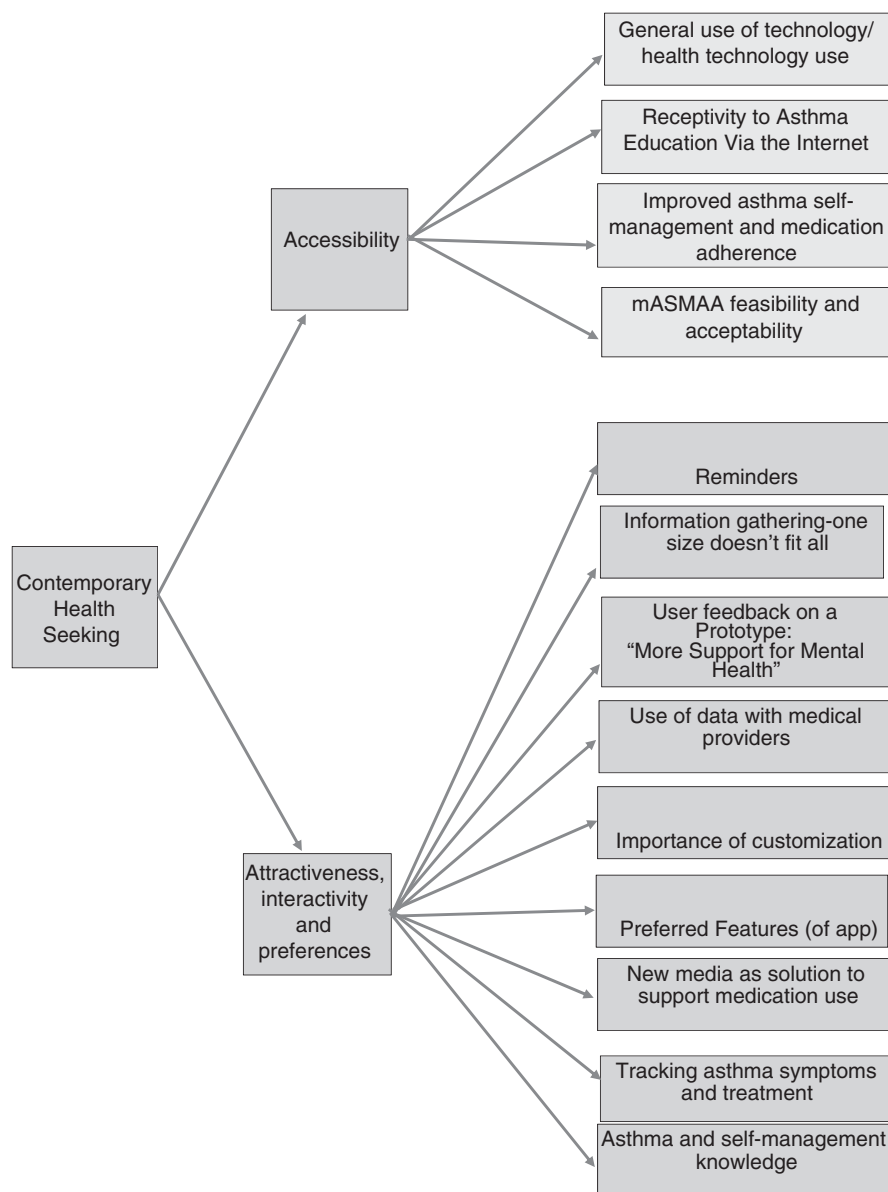 General use of technology/
health technology use
Receptivity to Asthma
Education Via the Internet
Improved asthma self-
management and medication
adherence
mASMAA feasibility and
acceptability
Accessibility
Contemporary
Health
Seeking
Attractiveness,
interactivity
and
preferences
Reminders
Information gathering-one
size doesn't fit all
User feedback on a
Prototype:
“More Support for Mental
Health”
Use of data with medical
providers
Importance of customization
Preferred Features (of app)
New media as solution to
support medication use
Tracking asthma symptoms
and treatment
Asthma and self-management
knowledge